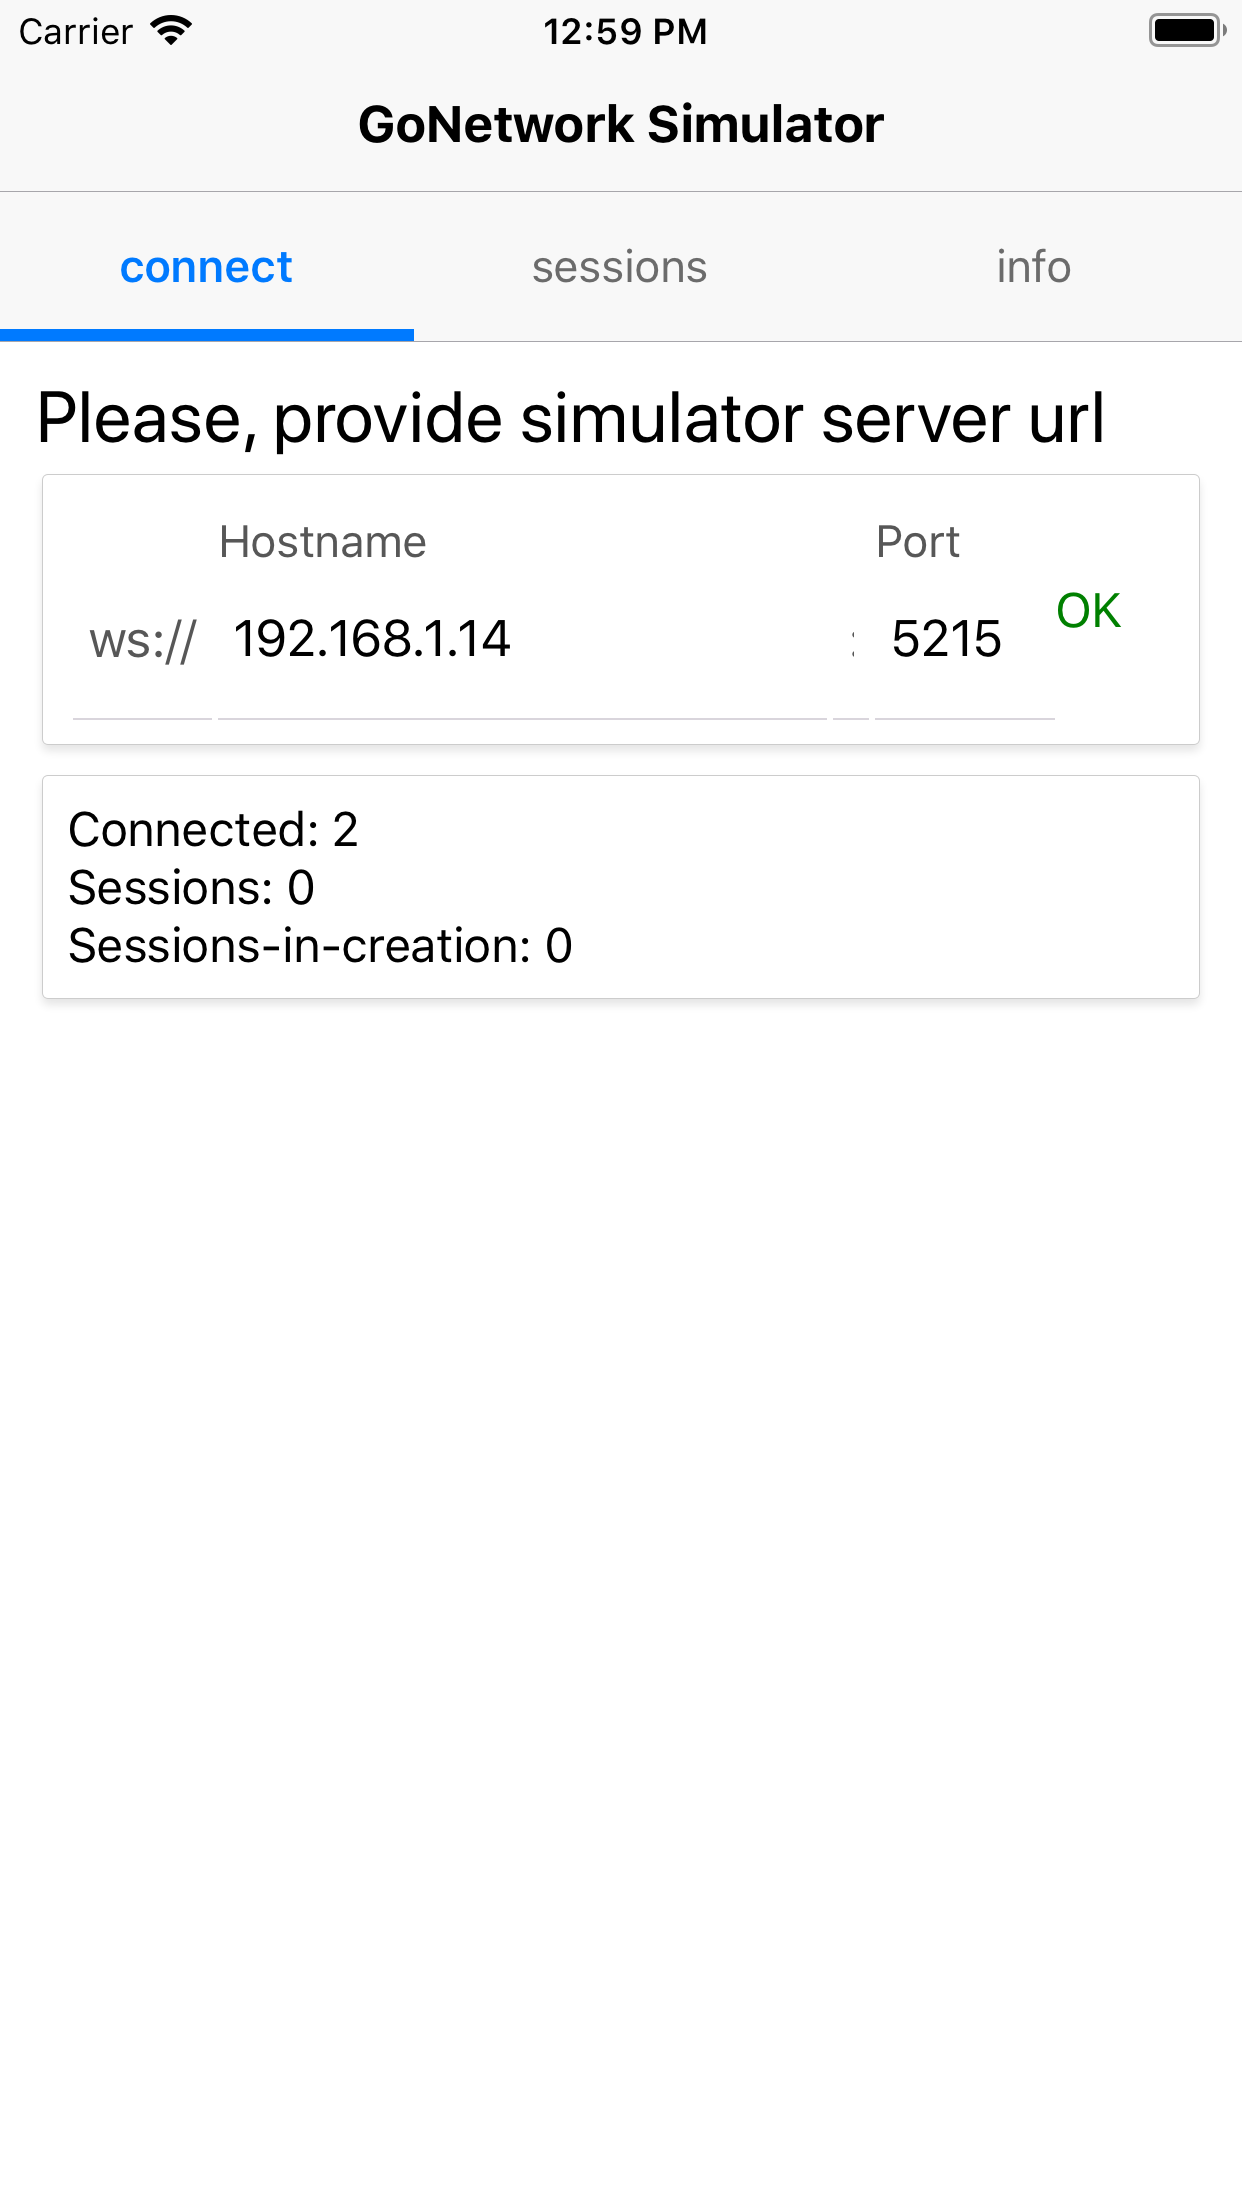 Carrier 12:59 PM
GoNetwork Simulator
connect sessions info
Please, provide simulator server url
Hostname Port
ws:// 192.168.1.14 : 5215 OK
Connected: 2
Sessions: 0
Sessions-in-creation: 0